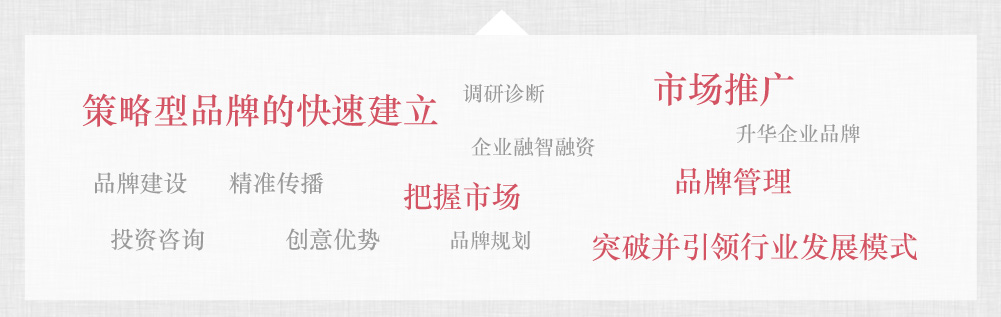 策略型品牌的快速建立
调研诊断
市场推广
企业融智融资
升华企业品牌
品牌建设
精准传播
把握市场
品牌管理
投资咨询
创意优势
品牌规划
突破并引领行业发展模式